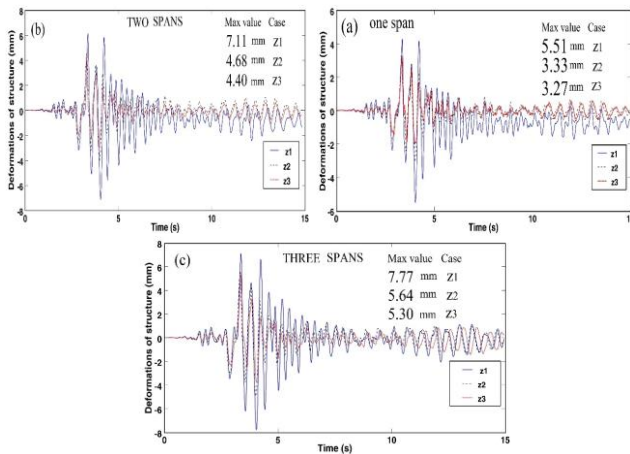 (b)
TWO SPANS
Max value Case
7.11 mm Z1
4.68 mm Z2
4.40 mm Z3
Deformations of structure (mm)
8
6
4
2
0
-2
-4
-6
-8
0 5 10 15
Time (s)
z1
z2
z3
(a)
one span
Max value Case
5.51 mm Z1
3.33 mm Z2
3.27 mm Z3
Deformations of structure (mm)
6
4
2
0
-2
-4
-6
0 5 10 15
Time (s)
z1
z2
z3
(c)
THREE SPANS
Max value Case
7.77 mm Z1
5.64 mm Z2
5.30 mm Z3
Deformations of structure (mm)
8
6
4
2
0
-2
-4
-6
-8
0 5 10 15
Time (s)
z1
z2
z3